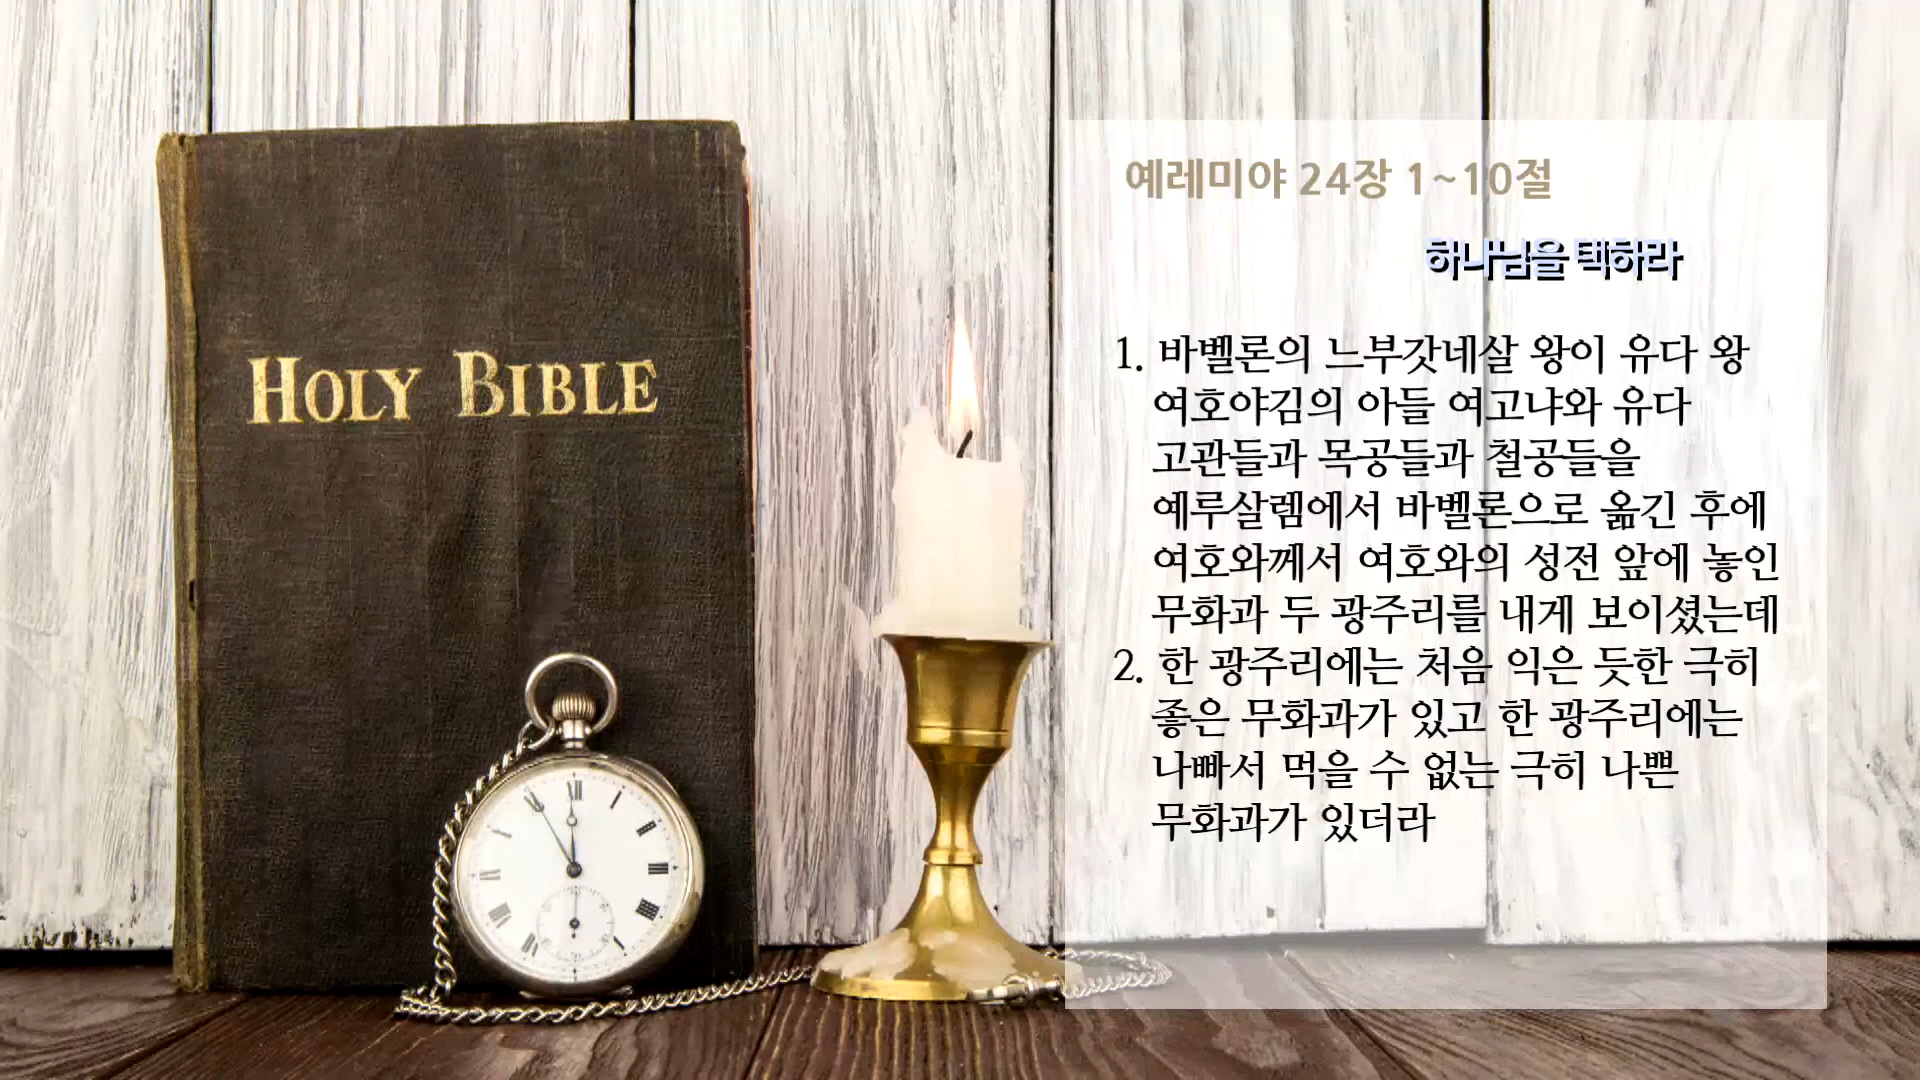 HOLY BIBLE
예레미야 24장 1~10절
하나님을 택하라
1. 바벨론의 느부갓네살 왕이 유다 왕
여호야김의 아들 여고냐와 유다
고관들과 목공들과 철공들을
예루살렘에서 바벨론으로 옮긴 후에
여호와께서 여호와의 성전 앞에 놓인
무화과 두 광주리를 내게 보이셨는데
2. 한 광주리에는 처음 익은 듯한 극히
좋은 무화과가 있고 한 광주리에는
나빠서 먹을 수 없는 극히 나쁜
무화과가 있더라